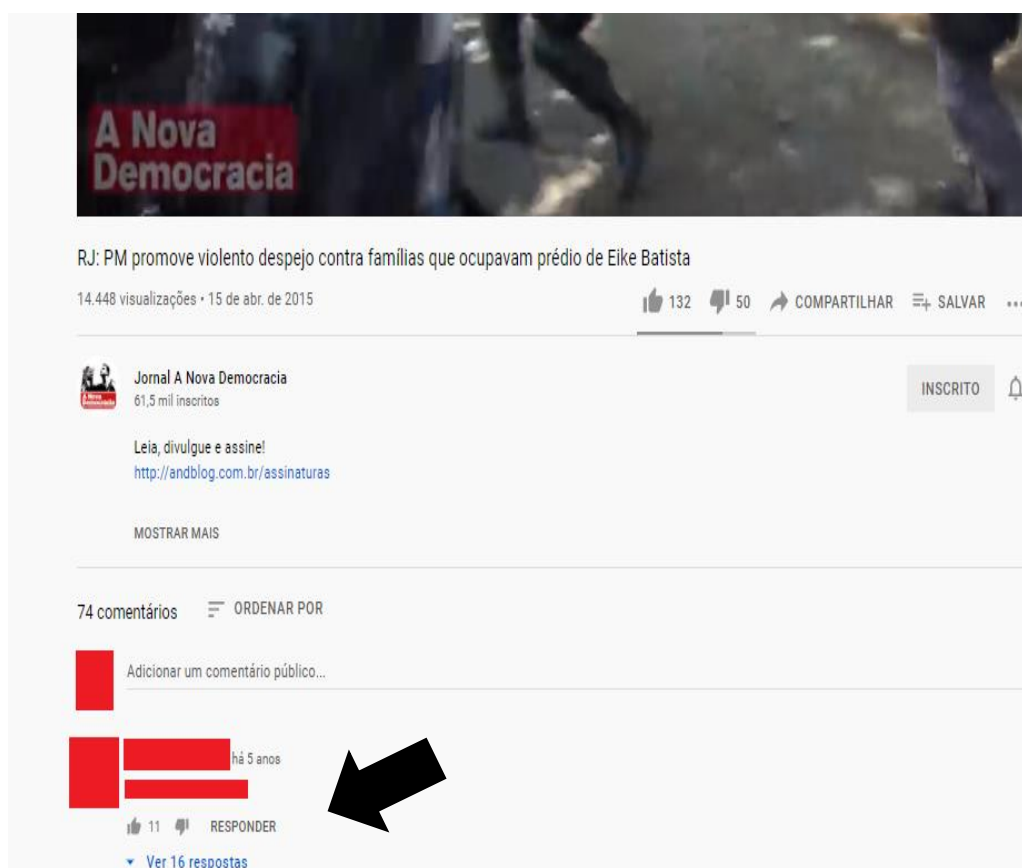 A Nova
Democracia
RJ: PM promove violento despejo contra famílias que ocupavam prédio de Eike Batista
14.448 visualizações • 15 de abr. de 2015
132 50 COMPARTILHAR SALVAR ...
Jornal A Nova Democracia
61,5 mil inscritos
INSCRITO
Leia, divulgue e assine!
http://andblog.com.br/assinaturas
MOSTRAR MAIS
74 comentários ORDENAR POR
Adicionar um comentário público...
há 5 anos
11 RESPONDER
Ver 16 respostas